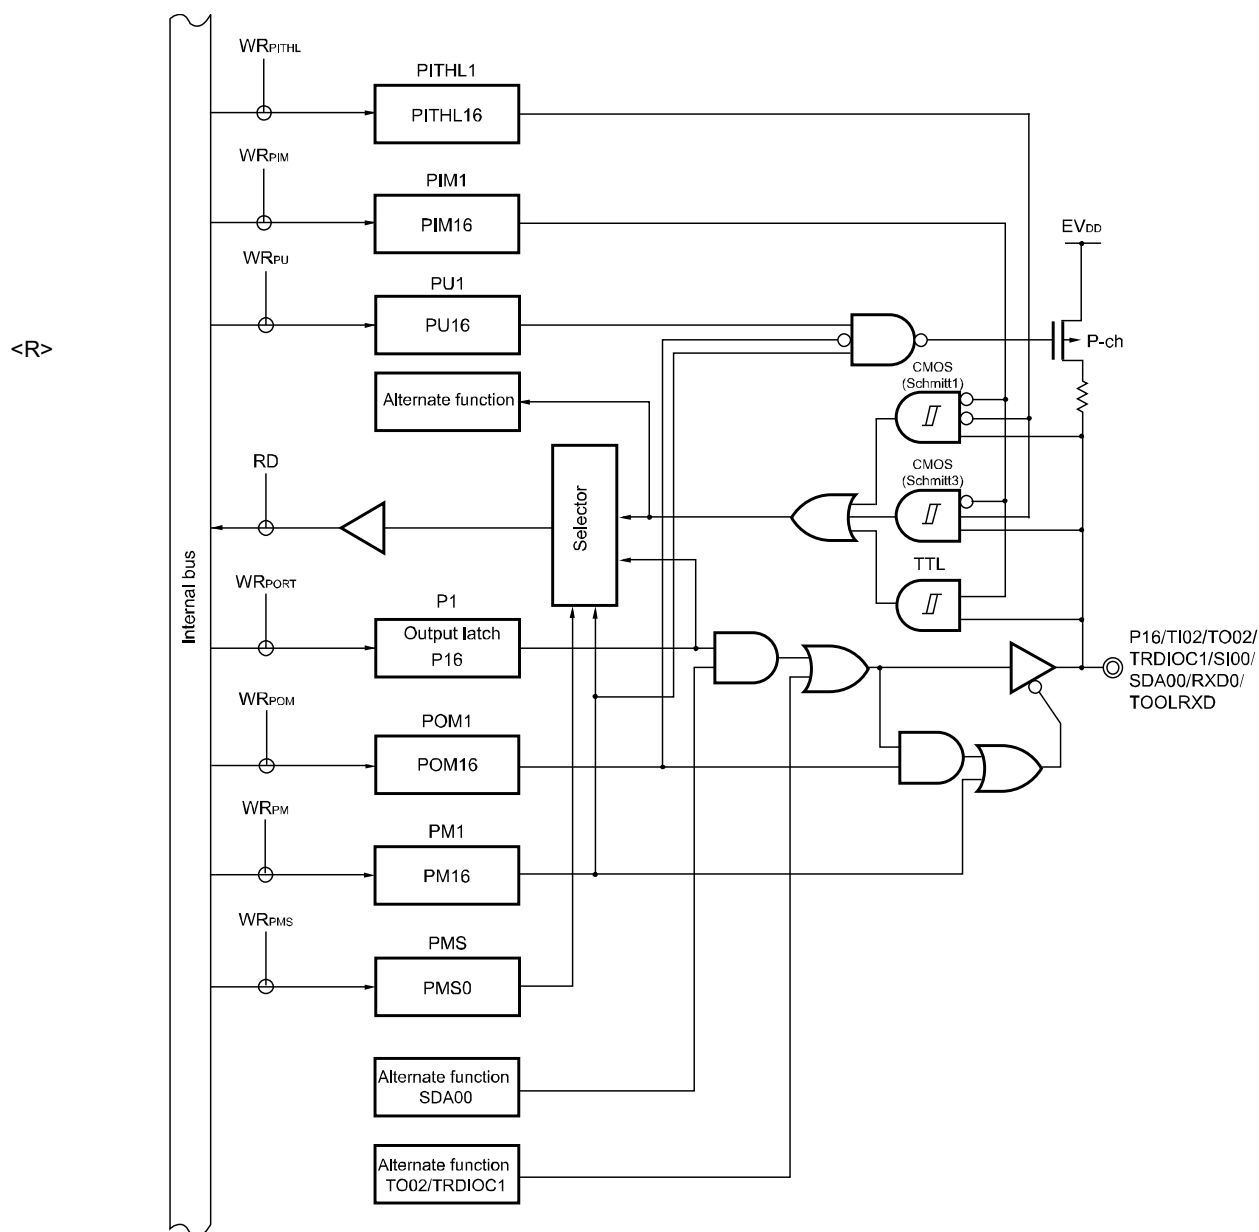 WRPITHL
PITHL1
PITHL16
WRPIM
PIM1
PIM16
WRPU
PU1
PU16
EVDD
P-ch
<R>
CMOS
(Schmitt1)
Alternate function
RD
Selector
CMOS
(Schmitt3)
TTL
Internal bus
WRPORT
P1
Output latch
P16
P16/TI02/TO02/
TRDIOC1/SI00/
SDA00/RXD0/
TOOLRXD
WRPOM
POM1
POM16
WRPM
PM1
PM16
WRPMS
PMS
PMS0
Alternate function
SDA00
Alternate function
TO02/TRDIOC1